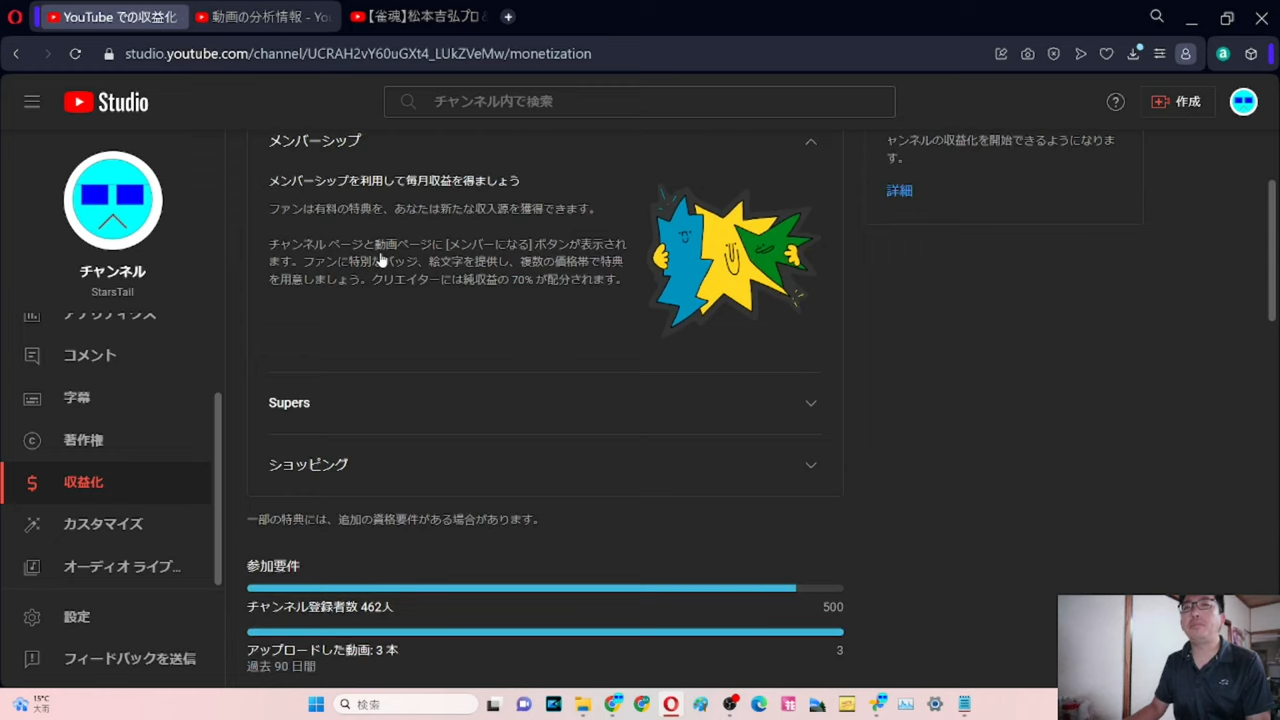 YouTube での収益化
動画の分析情報 - You
【雀魂】松本吉弘プロ
studio.youtube.com/channel/UCRAH2vY60uGXt4_LUkZVeMw/monetization
Studio
チャンネル内で検索
作成
チャンネル
StarsTail
アナリティクス
コメント
字幕
著作権
収益化
カスタマイズ
オーディオ ライブ...
設定
フィードバックを送信
メンバーシップ
メンバーシップを利用して毎月収益を得ましょう
ファンは有料の特典を、あなたは新たな収入源を獲得できます。
チャンネル ページと動画ページに [メンバーになる] ボタンが表示され
ます。ファンに特別なバッジ、絵文字を提供し、複数の価格帯で特典
を用意しましょう。クリエイターには純収益の 70% が配分されます。
Supers
ショッピング
一部の特典には、追加の資格要件がある場合があります。
参加要件
チャンネル登録者数 462人
500
アップロードした動画: 3 本
3
過去 90 日間
ャンネルの収益化を開始できるようになりま
す。
詳細
15°C
大雨
検索